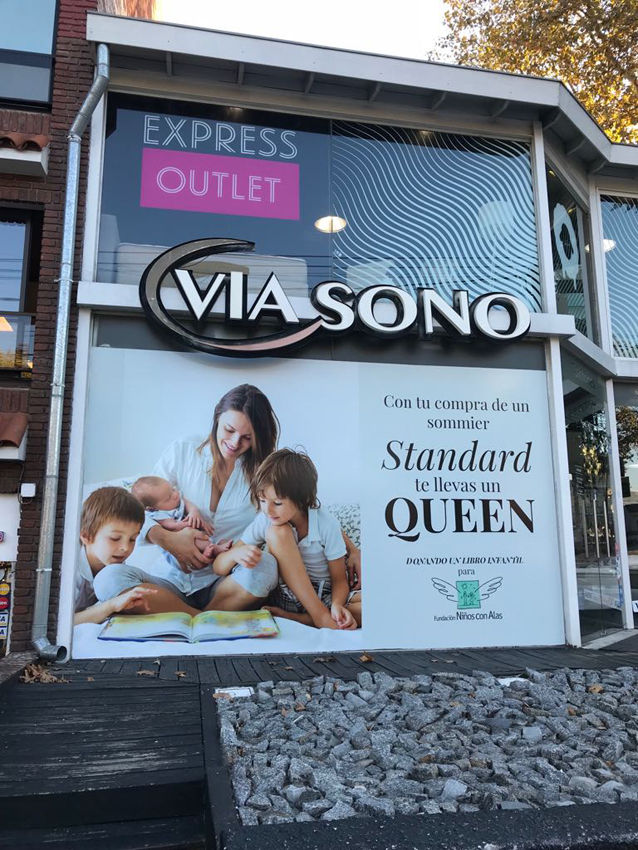 EXPRESS
OUTLET
VIA SONO
Con tu compra de un
sommier
Standard
te llevas un
QUEEN
DONANDO UN LIBRO INFANTIL
para
Fundación Niños con Alas